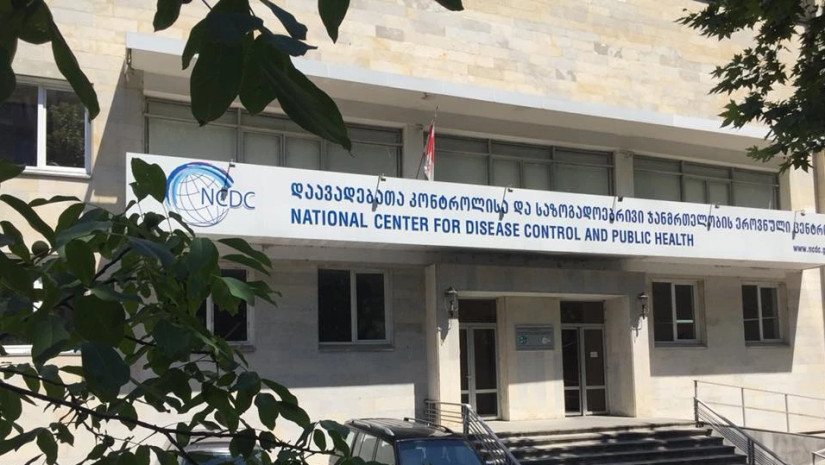 NCDC
დაავადებათა კონტროლისა და საზოგადოებრივი ჯანმრთელობის ეროვნული
NATIONAL CENTER FOR DISEASE CONTROL AND PUBLIC HEALTH